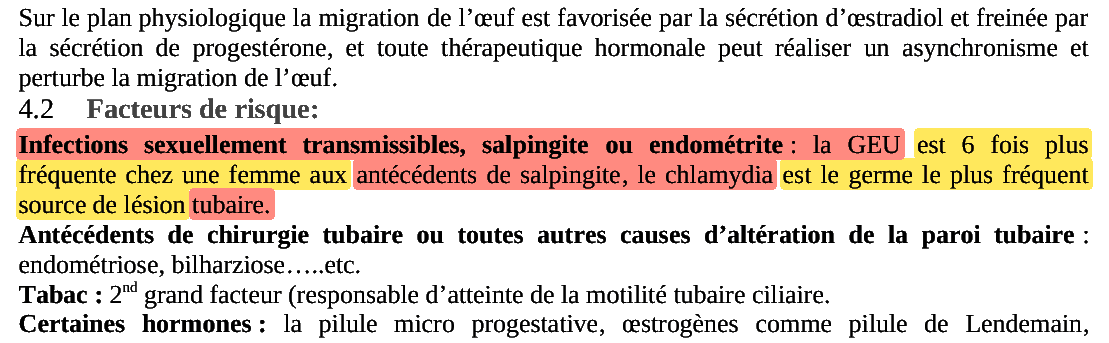 Sur le plan physiologique la migration de l’œuf est favorisée par la sécrétion d’œstradiol et freinée par
la sécrétion de progestérone, et toute thérapeutique hormonale peut réaliser un asynchronisme et
perturbe la migration de l’œuf.
4.2 Facteurs de risque:
Infections sexuellement transmissibles, salpingite ou endométrite : la GEU est 6 fois plus
fréquente chez une femme aux antécédents de salpingite, le chlamydia est le germe le plus fréquent
source de lésion tubaire.
Antécédents de chirurgie tubaire ou toutes autres causes d’altération de la paroi tubaire :
endométriose, bilharziose…..etc.
Tabac : 2nd grand facteur (responsable d’atteinte de la motilité tubaire ciliaire.
Certaines hormones : la pilule micro progestative, œstrogènes comme pilule de Lendemain,